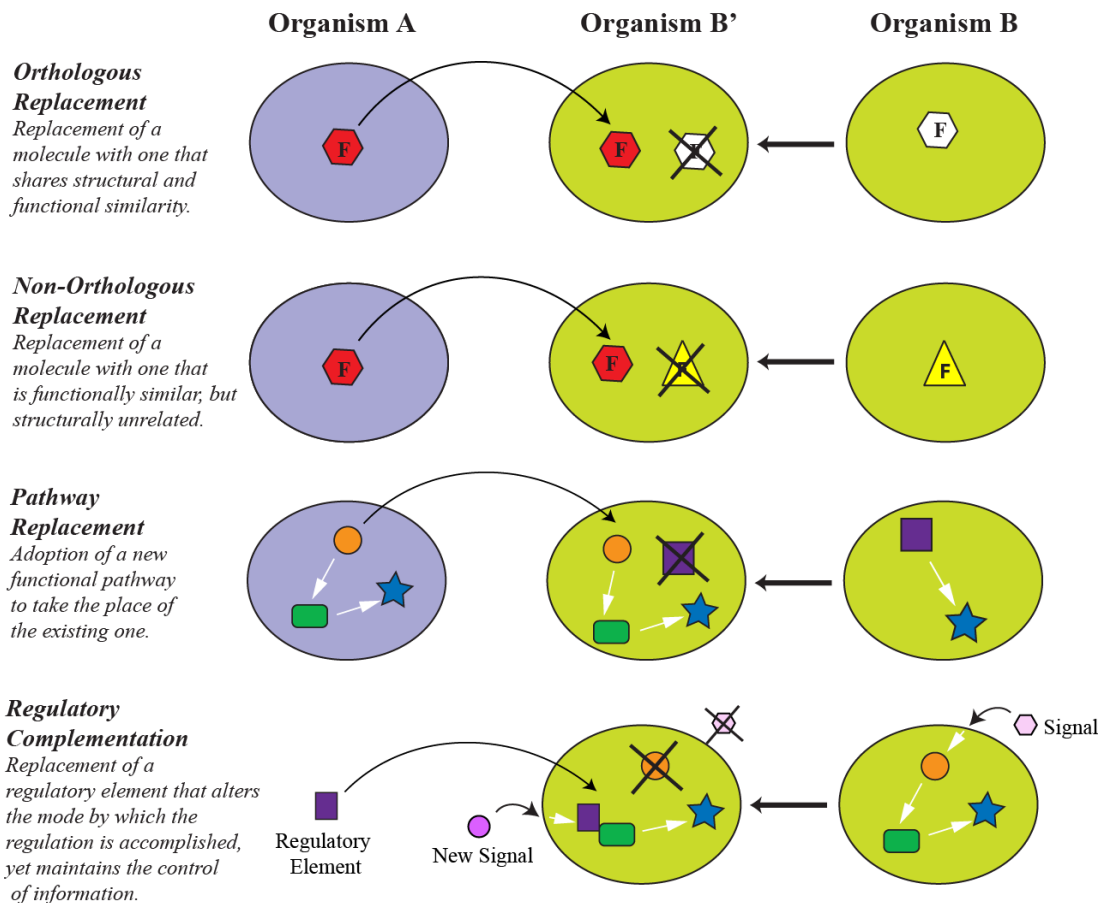 Organism A
Organism B’
Organism B
Orthologous
Replacement
Replacement of a
molecule with one that
shares structural and
functional similarity.
F
F
F
F
Non-Orthologous
Replacement
Replacement of a
molecule with one that
is functionally similar, but
structurally unrelated.
F
F
F
F
Pathway
Replacement
Adoption of a new
functional pathway
to take the place of
the existing one.
Regulatory
Complementation
Replacement of a
regulatory element that alters
the mode by which the
regulation is accomplished,
yet maintains the control
of information.
Regulatory
Element
New Signal
Signal